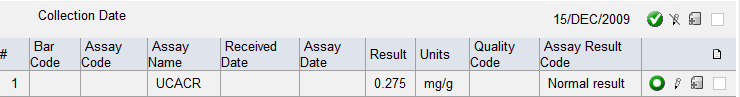 Collection Date 15/DEC/2009
# Bar Code Assay Code Assay Name Received Date Assay Date Result Units Quality Code Assay Result Code
1 UCACR 0.275 mg/g Normal result